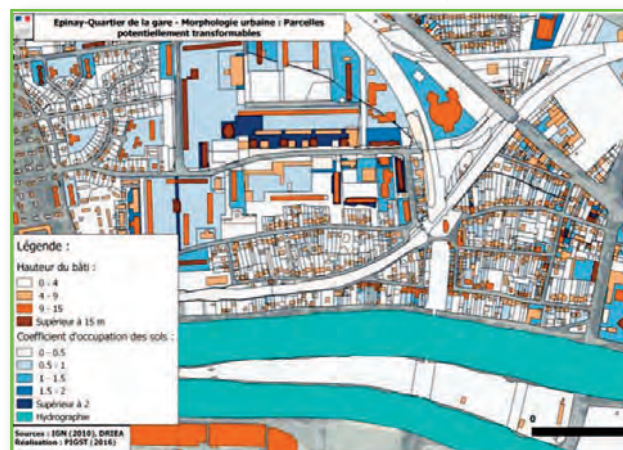 Epinay-Quartier de la gare - Morphologie urbaine : Parcelles
potentiellement transformables
Légende :
Hauteur du bâti :
0 - 4
4 - 9
9 - 15
Supérieur à 15 m
Coefficient d'occupation des sols :
0 - 0.5
0.5 - 1
1 - 1.5
1.5 - 2
Supérieur à 2
Hydrographie
Sources : IGN (2010), DRIEA
Réalisation : PIGST (2016)
0